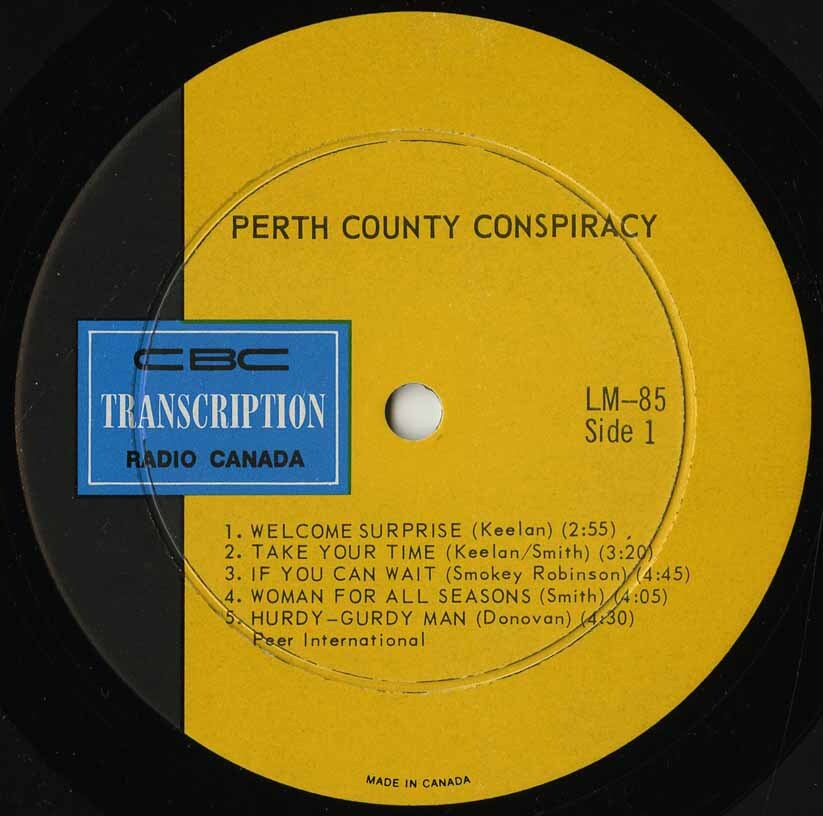 PERTH COUNTY CONSPIRACY
CBC
TRANSCRIPTION
RADIO CANADA
LM-85
Side 1
1. WELCOME SURPRISE (Keelan) (2:55)
2. TAKE YOUR TIME (Keelan/Smith) (3:20)
3. IF YOU CAN WAIT (Smokey Robinson) (4:45)
4. WOMAN FOR ALL SEASONS (Smith) (4:05)
5. HURDY-GURDY MAN (Donovan) (4:30)
Peer International
MADE IN CANADA